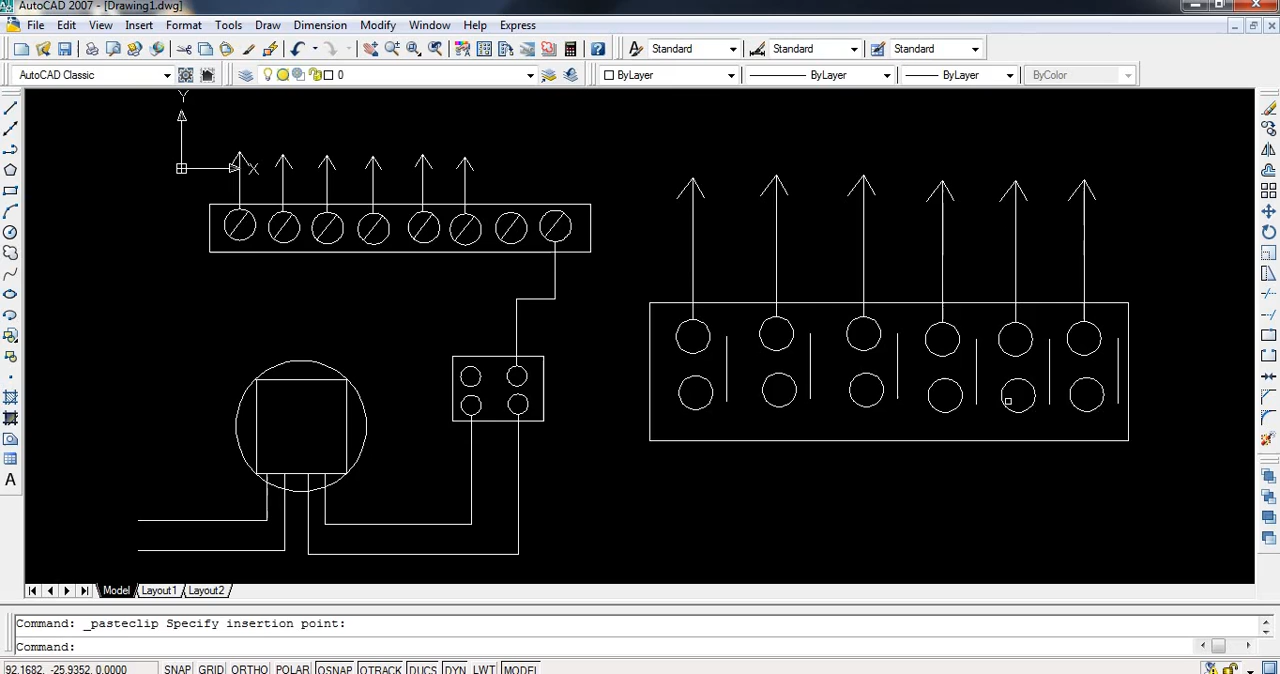 AutoCAD 2007 - [Drawing1.dwg]
File Edit View Insert Format Tools Draw Dimension Modify Window Help Express
Standard Standard Standard
AutoCAD Classic 0 ByLayer ByLayer ByLayer ByColor
Y
X
A
Model Layout1 Layout2
Command: _pasteclip Specify insertion point:
Command:
92.1682, -25.9352, 0.0000 SNAP GRID ORTHO POLAR OSNAP OTRACK DUCS DYN LWT MODEL